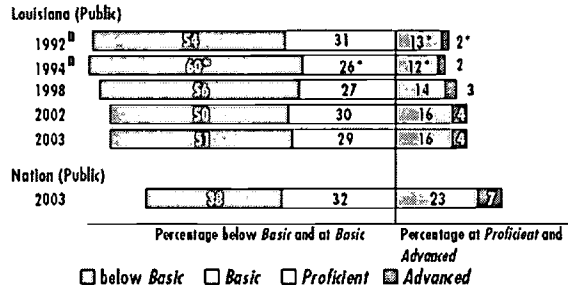 Louisiana (Public)
1992 n 54 31 13* 2*
1994 n 60* 26* 12* 2
1998 56 27 14 3
2002 50 30 16 4
2003 51 29 16 4
Nation (Public)
2003 38 32 23 7
Percentage below Basic and at Basic Percentage at Proficient and
Advanced
below Basic Basic Proficient Advanced